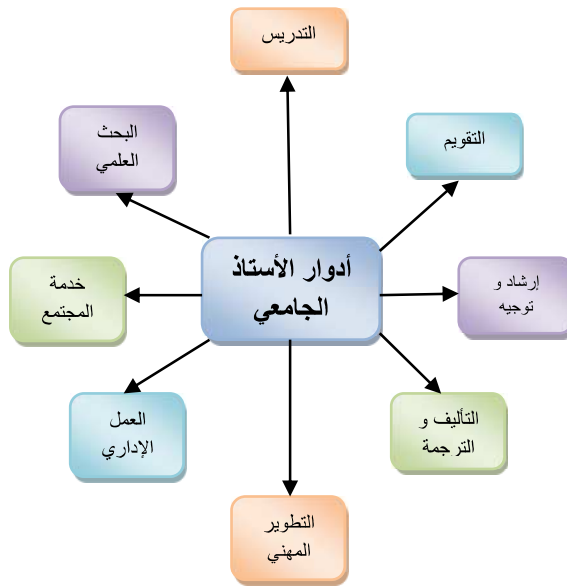 التدريس
التقويم
البحث
العلمي
أدوار الأستاذ
الجامعي
إرشاد و
توجيه
خدمة
المجتمع
التأليف و
الترجمة
العمل
الإداري
التطوير
المهني